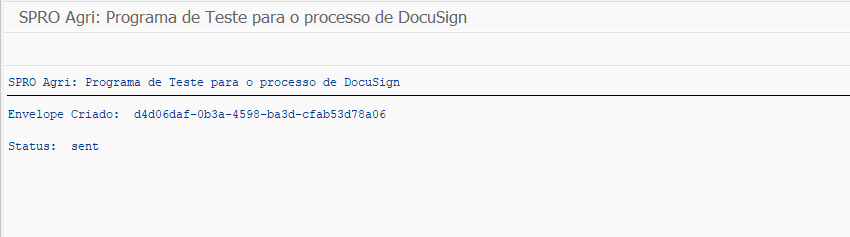 SPRO Agri: Programa de Teste para o processo de DocuSign
SPRO Agri: Programa de Teste para o processo de DocuSign
Envelope Criado:  d4d06daf-0b3a-4598-ba3d-cfab53d78a06
Status:  sent